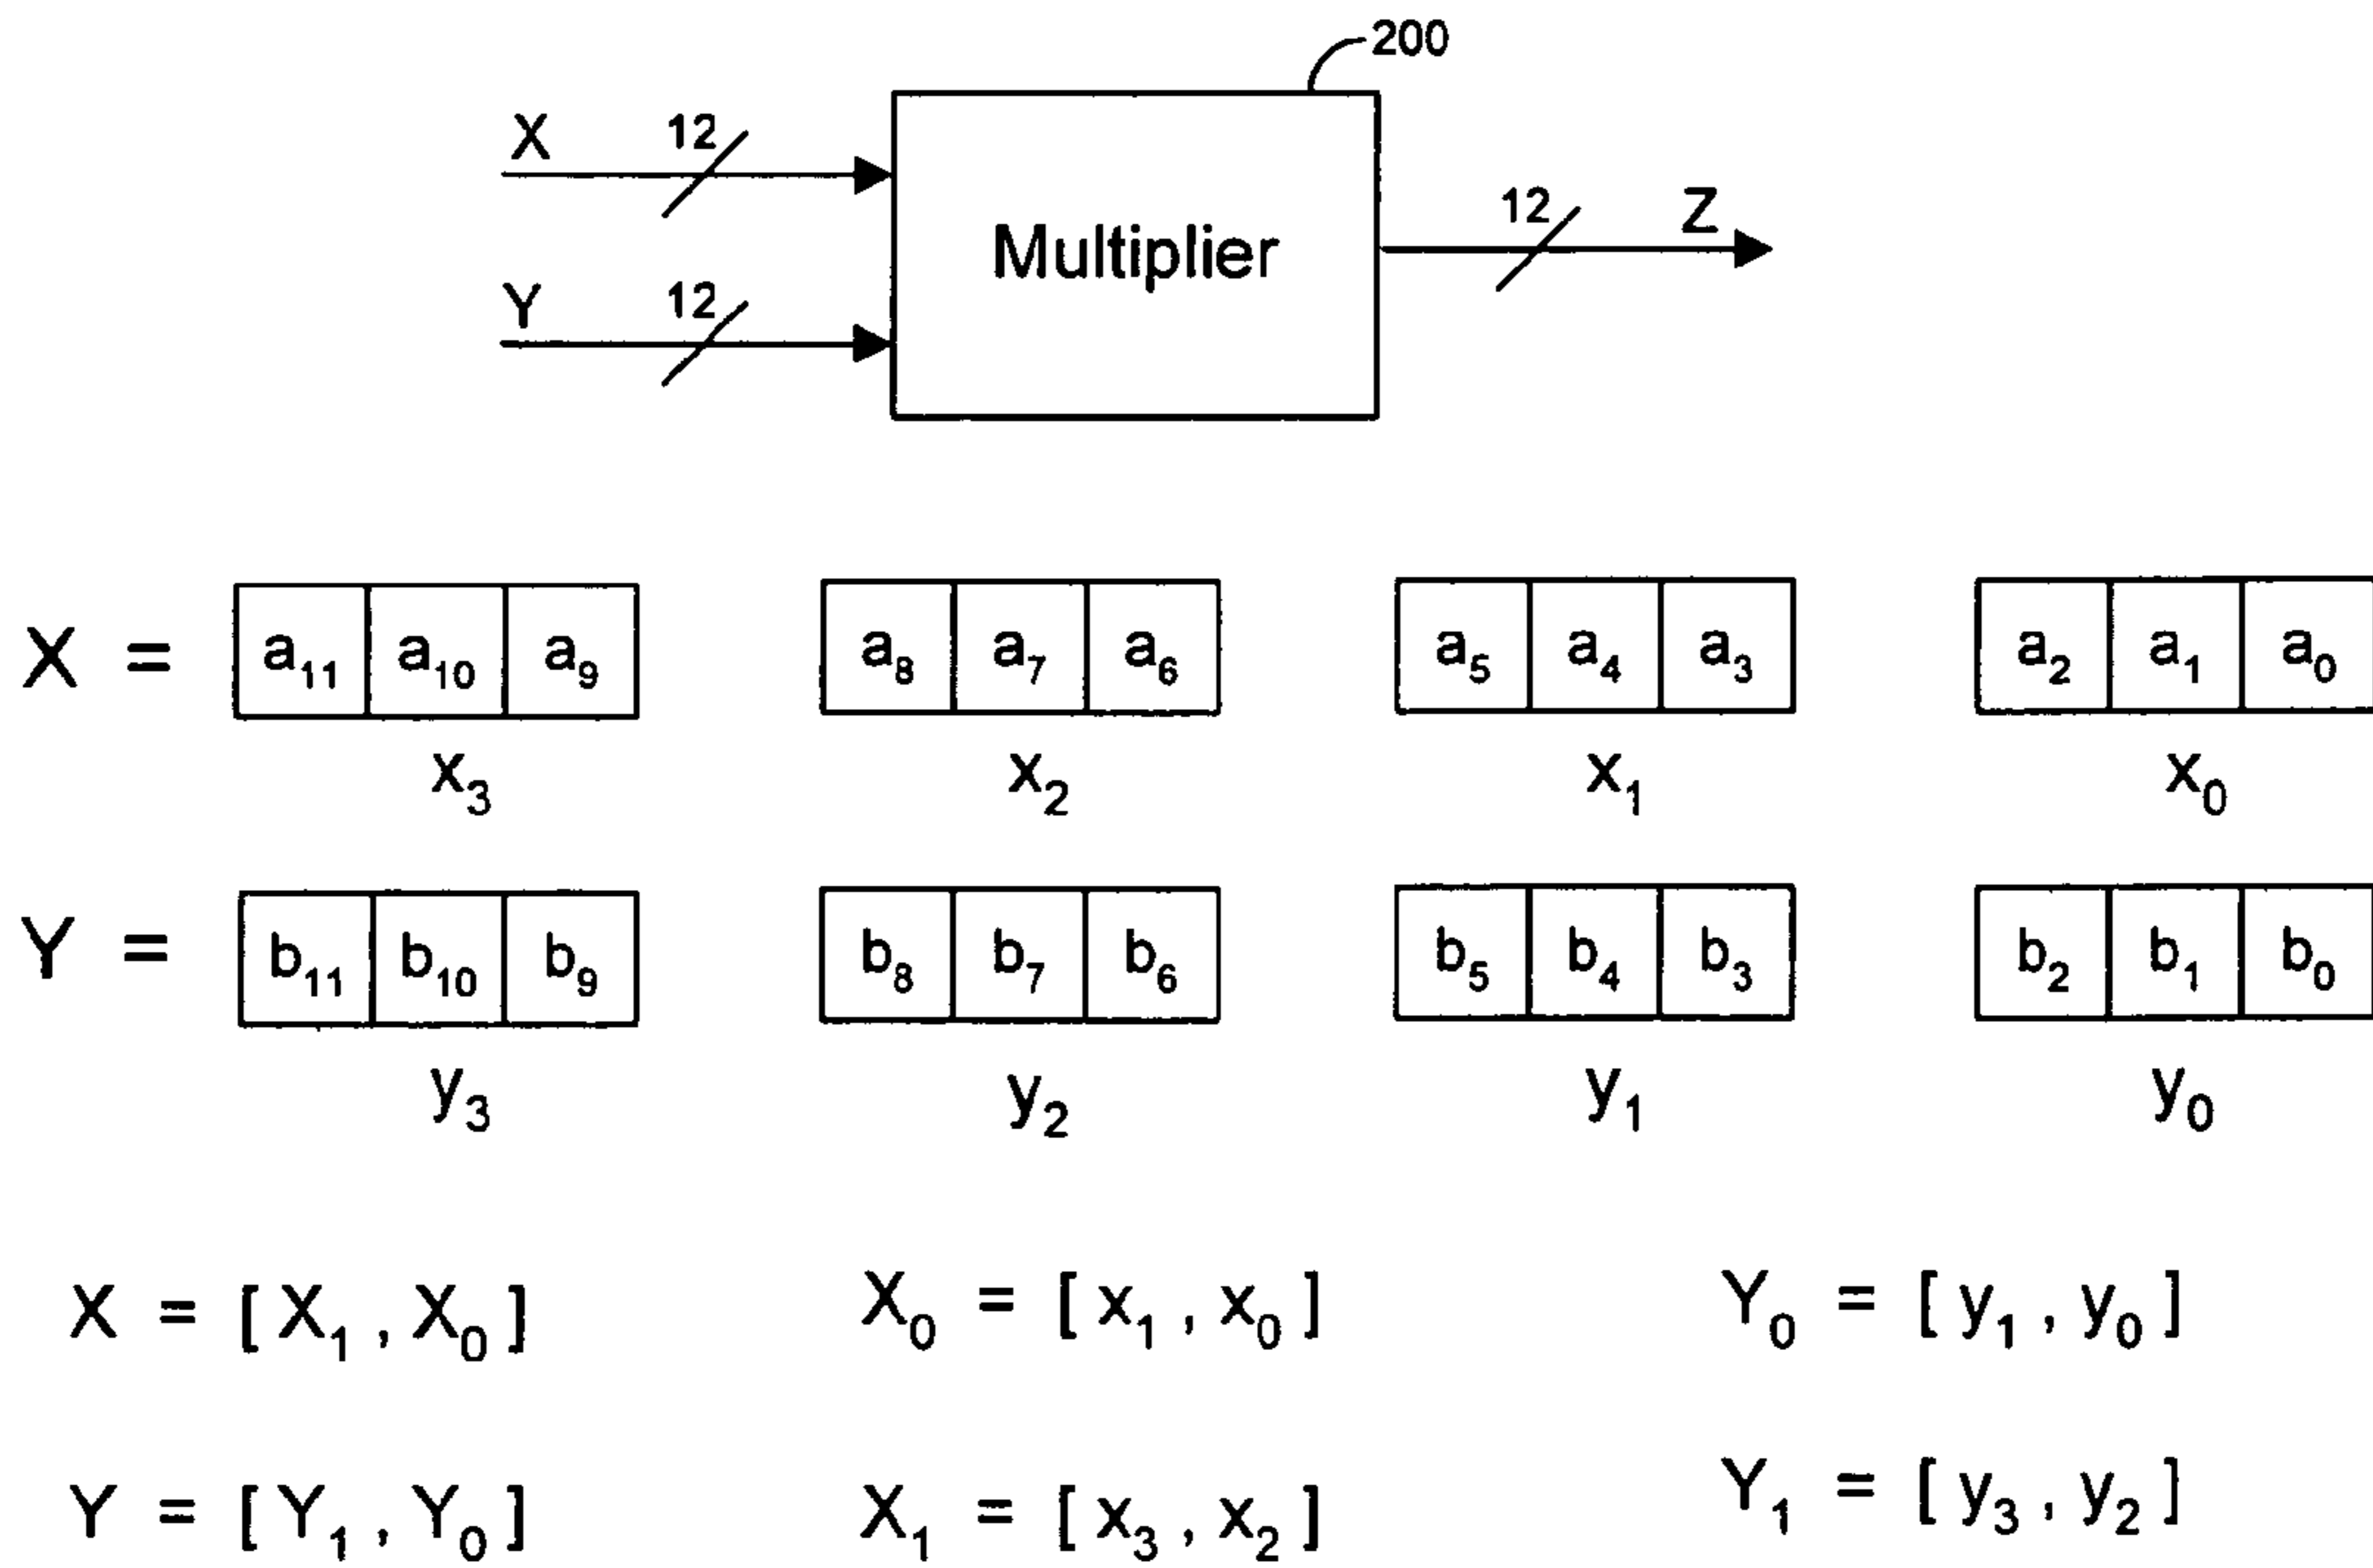 200
X 12
12 Z
Multiplier
Y 12
X = a₁₁ a₁₀ a₉ a₈ a₇ a₆ a₅ a₄ a₃ a₂ a₁ a₀
x₃ x₂ x₁ x₀
Y = b₁₁ b₁₀ b₉ b₈ b₇ b₆ b₅ b₄ b₃ b₂ b₁ b₀
y₃ y₂ y₁ y₀
X = [ X₁ , X₀ ] X₀ = [ x₁ , x₀ ] Y₀ = [ y₁ , y₀ ]
Y = [ Y₁ , Y₀ ] X₁ = [ x₃ , x₂ ] Y₁ = [ y₃ , y₂ ]